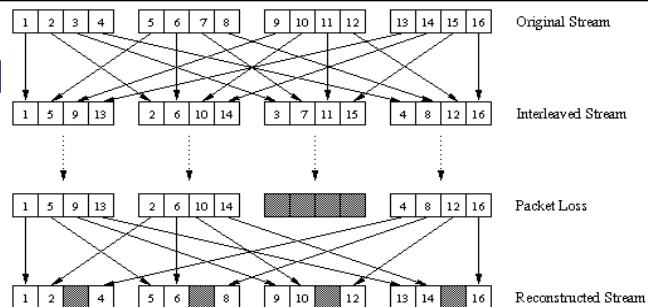 1 2 3 4 5 6 7 8 9 10 11 12 13 14 15 16 Original Stream
1 5 9 13 2 6 10 14 3 7 11 15 4 8 12 16 Interleaved Stream
1 5 9 13 2 6 10 14 4 8 12 16 Packet Loss
1 2 4 5 6 8 9 10 12 13 14 16 Reconstructed Stream